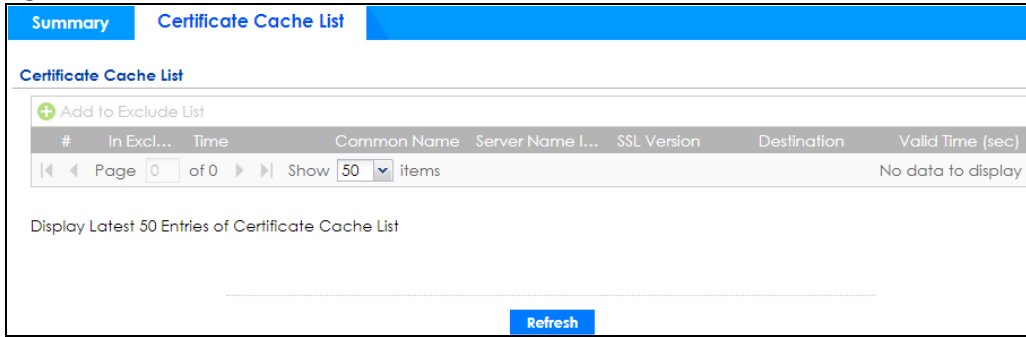 Summary Certificate Cache List
Certificate Cache List
Add to Exclude List
# In Excl... Time Common Name Server Name I... SSL Version Destination Valid Time (sec)
Page 0 of 0 Show 50 items No data to display
Display Latest 50 Entries of Certificate Cache List
Refresh